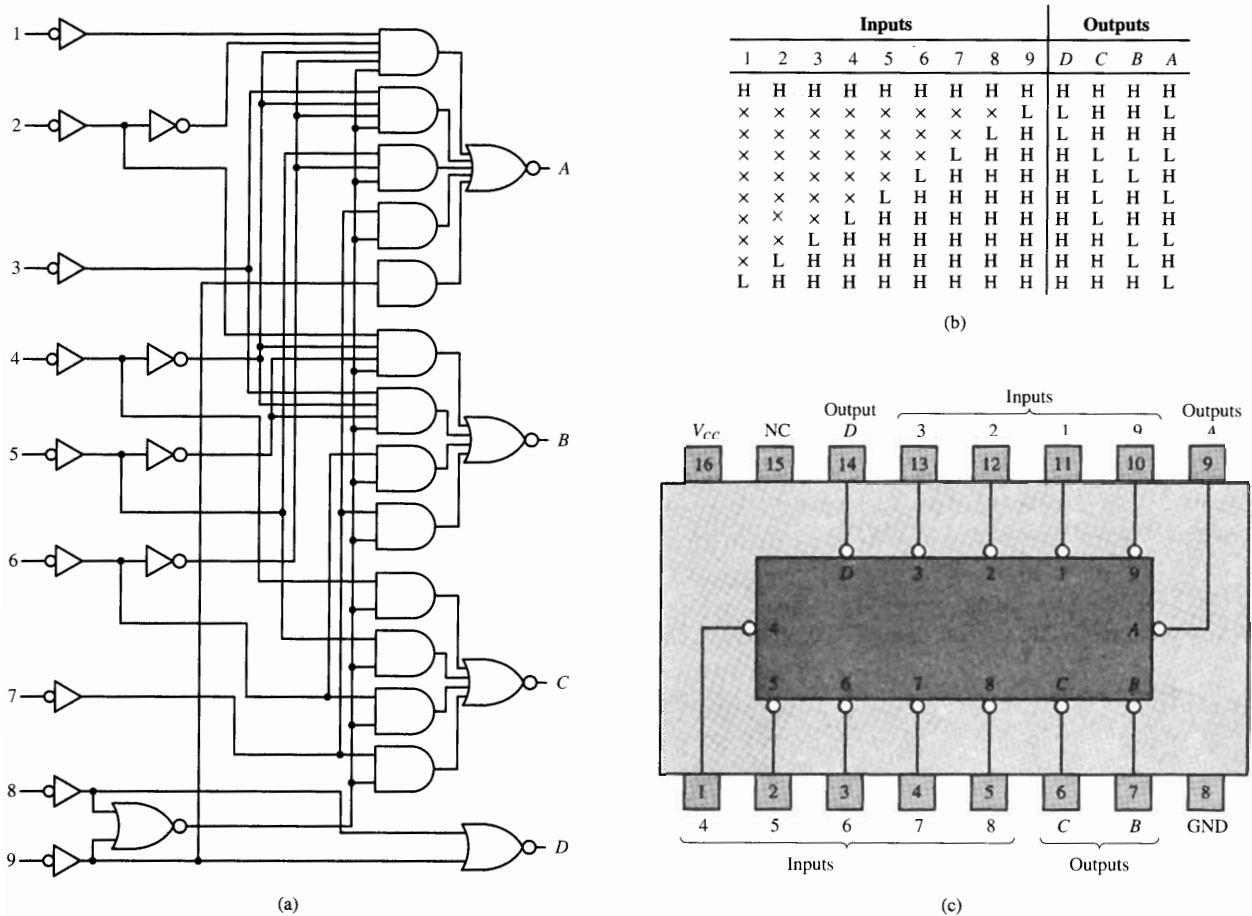 1
2
3
4
5
6
7
8
9
A
B
C
D
(a)
Inputs Outputs
1 2 3 4 5 6 7 8 9 D C B A
H H H H H H H H H H H H H
× × × × × × × × L L H H L
× × × × × × × L H L H H H
× × × × × × L H H H L L L
× × × × × L H H H H L L H
× × × × L H H H H H L H L
× × × L H H H H H H L H H
× × L H H H H H H H H L L
× L H H H H H H H H H L H
L H H H H H H H H H H H L
(b)
Inputs
Output Outputs
V_CC NC D 3 2 1 9 A
16 15 14 13 12 11 10 9
D 3 2 1 9
4 A
5 6 7 8 C B
1 2 3 4 5 6 7 8
4 5 6 7 8 C B GND
Inputs Outputs
(c)